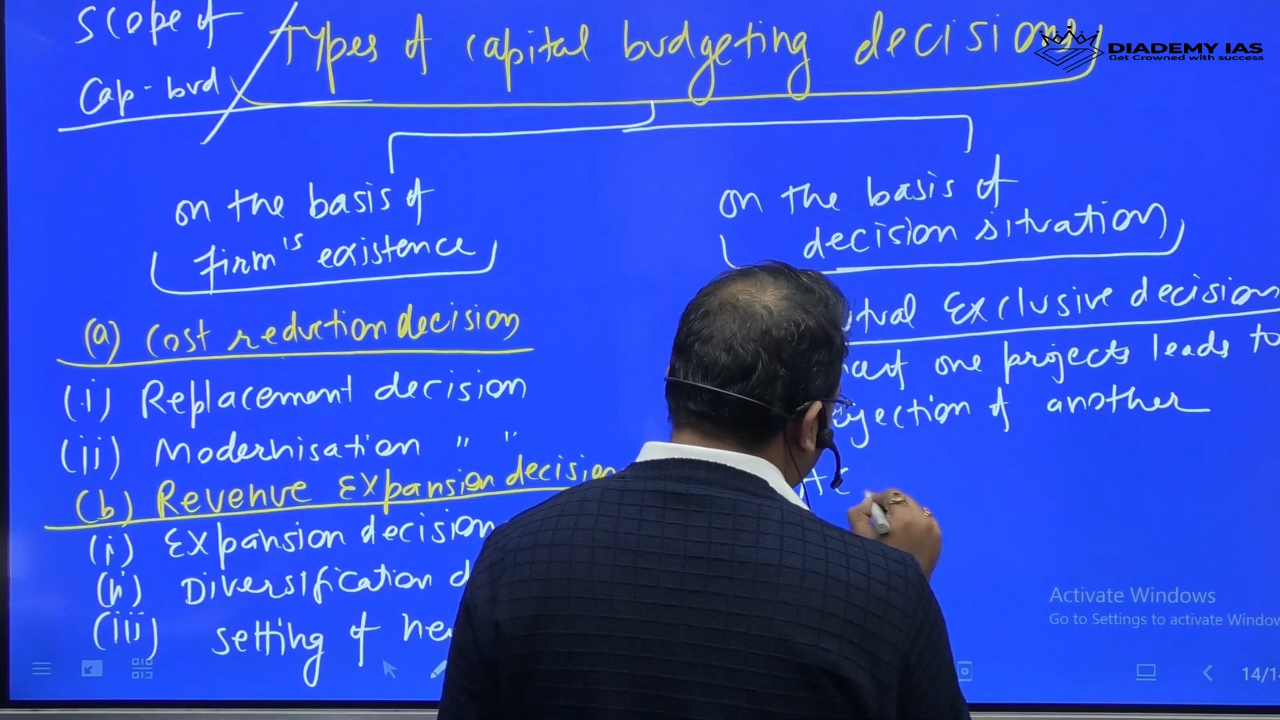 Scope of
Cap-bud
Types of capital budgeting decisions
DIADEMY IAS
Get Crowned with success
on the basis of
firm's existence
on the basis of
decision situation
(a) Cost reduction decision
(i) Replacement decision
(ii) Modernisation " "
(b) Revenue Expansion decision
(i) Expansion decision
(ii) Diversification
(iii) setting of
Exclusive decision
one projects leads to
of another
Activate Windows
Go to Settings to activate Window
14/1